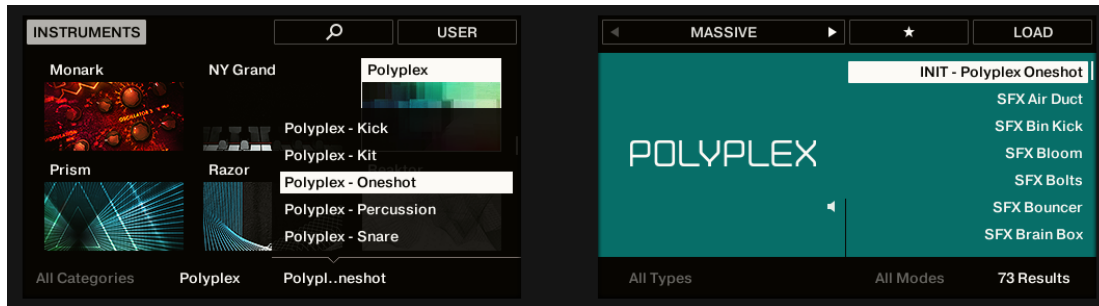 INSTRUMENTS
USER
Monark
NY Grand
Polyplex
Polyplex - Kick
Polyplex - Kit
Prism
Razor
Reaktor
Polyplex - Oneshot
Polyplex - Percussion
Polyplex - Snare
All Categories
Polyplex
Polypl..neshot
MASSIVE
LOAD
POLYPLEX
INIT - Polyplex Oneshot
SFX Air Duct
SFX Bin Kick
SFX Bloom
SFX Bolts
SFX Bouncer
SFX Brain Box
All Types
All Modes
73 Results